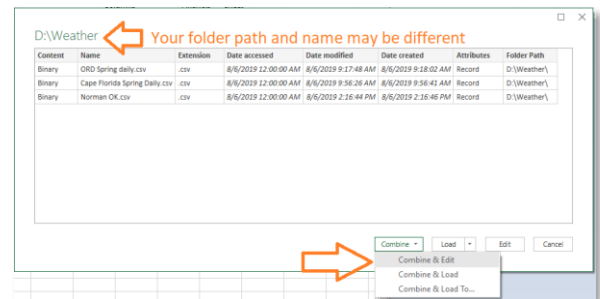 D:\Weather Your folder path and name may be different
Content Name Extension Date accessed Date modified Date created Attributes Folder Path
Binary ORD Spring daily.csv .csv 8/6/2019 12:00:00 AM 8/6/2019 9:17:48 AM 8/6/2019 9:18:02 AM Record D:\Weather\
Binary Cape Florida Spring Daily.csv .csv 8/6/2019 12:00:00 AM 8/6/2019 9:56:26 AM 8/6/2019 9:56:41 AM Record D:\Weather\
Binary Norman OK.csv .csv 8/6/2019 12:00:00 AM 8/6/2019 2:16:44 PM 8/6/2019 2:16:46 PM Record D:\Weather\
Combine Load Edit Cancel
Combine & Edit
Combine & Load
Combine & Load To...